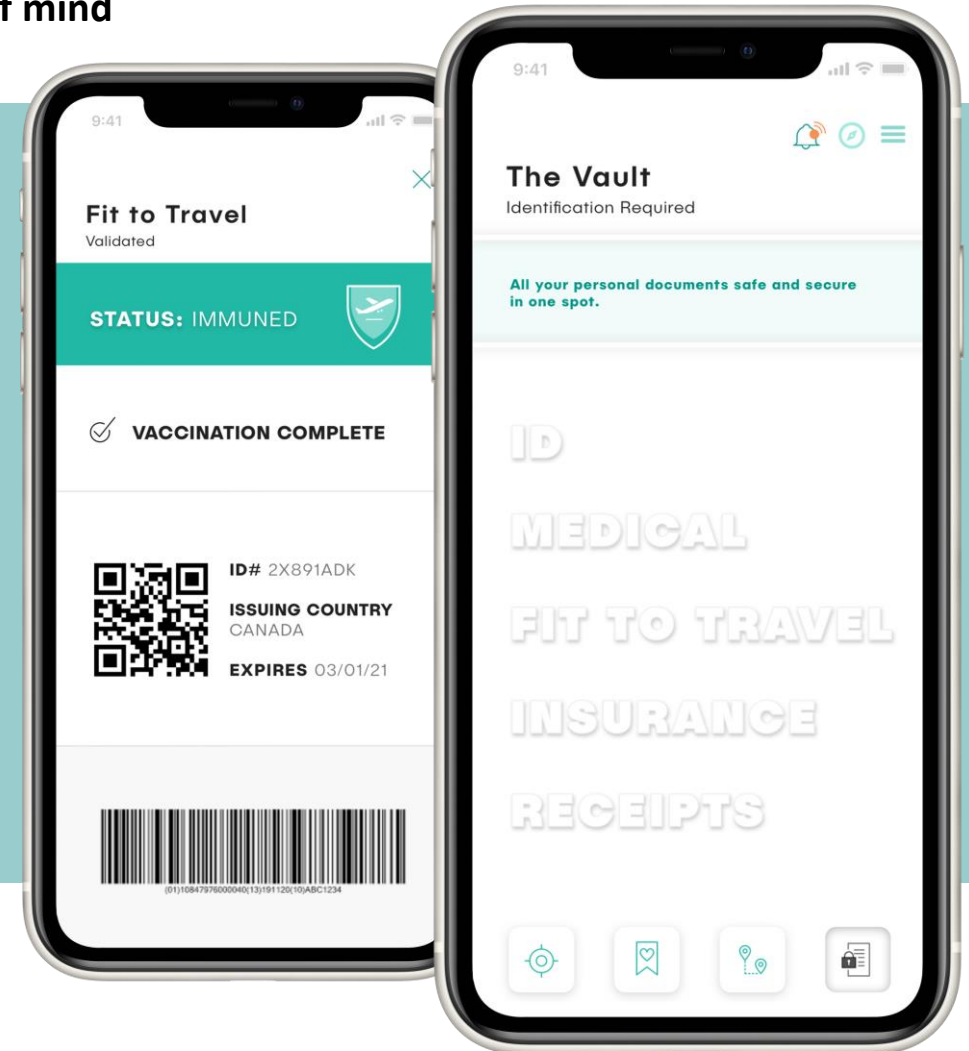 f mind
9:41
Fit to Travel
Validated
STATUS: IMMUNED
VACCINATION COMPLETE
ID# 2X891ADK
ISSUING COUNTRY
CANADA
EXPIRES 03/01/21
(01)10847976000040(13)191120(10)ABC1234
9:41
The Vault
Identification Required
All your personal documents safe and secure
in one spot.
ID
MEDICAL
FIT TO TRAVEL
INSURANCE
RECEIPTS